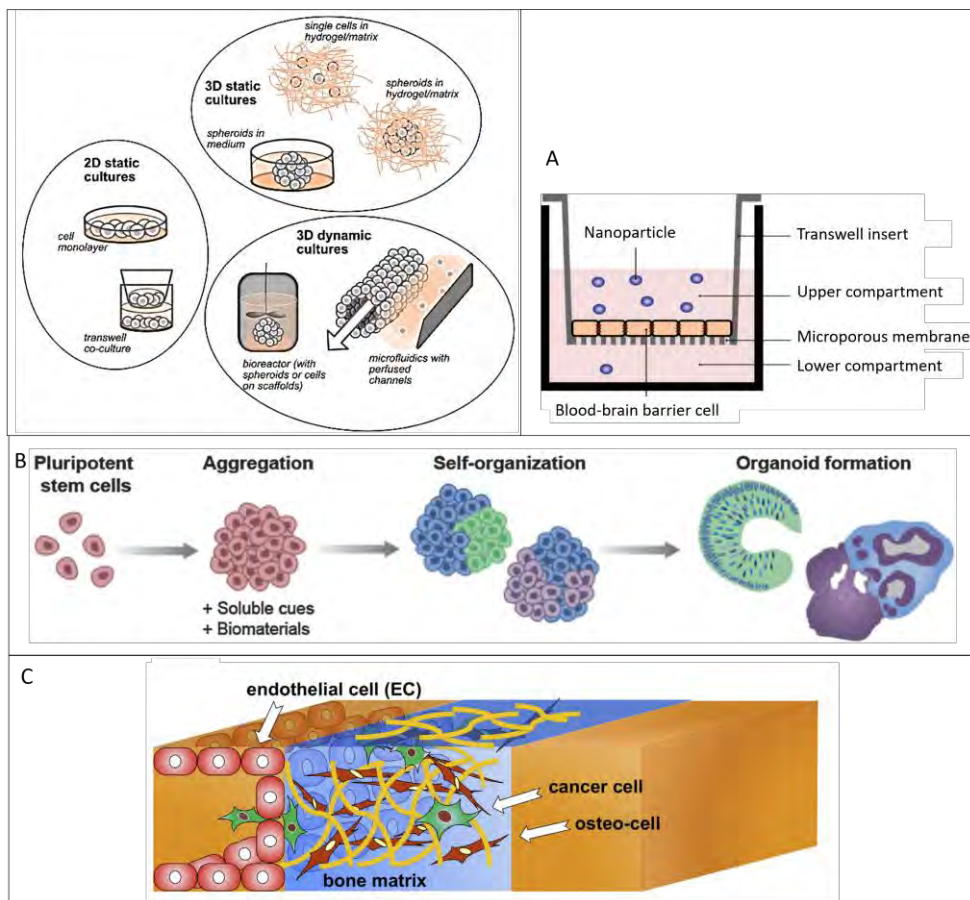 single cells in
hydrogel/matrix
3D static
cultures
spheroids in
hydrogel/matrix
spheroids in
medium
2D static
cultures
cell
monolayer
transwell
co-culture
3D dynamic
cultures
bioreactor (with
spheroids or cells
on scaffolds)
microfluidics with
perfused
channels
A
Nanoparticle
Transwell insert
Upper compartment
Microporous membrane
Lower compartment
Blood-brain barrier cell
B
Pluripotent
stem cells
Aggregation
Self-organization
Organoid formation
+ Soluble cues
+ Biomaterials
C
endothelial cell (EC)
cancer cell
osteo-cell
bone matrix